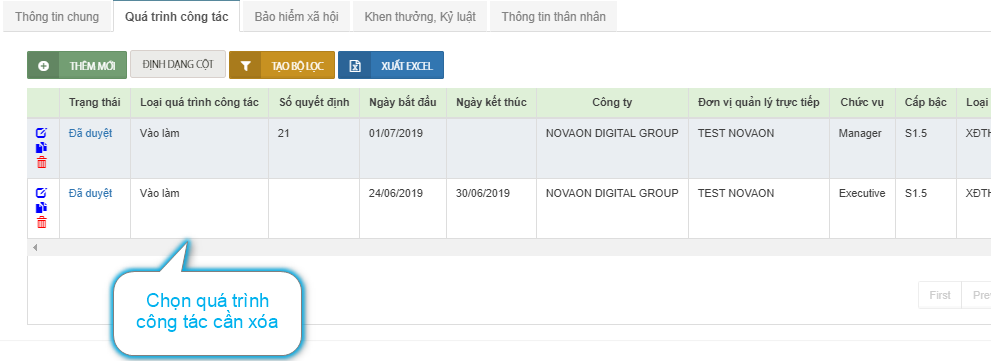 Thông tin chung Quá trình công tác Bảo hiểm xã hội Khen thưởng, Kỷ luật Thông tin thân nhân
THÊM MỚI ĐỊNH DẠNG CỘT TẠO BỘ LỌC XUẤT EXCEL
Trạng thái Loại quá trình công tác Số quyết định Ngày bắt đầu Ngày kết thúc Công ty Đơn vị quản lý trực tiếp Chức vụ Cấp bậc Loại
Đã duyệt Vào làm 21 01/07/2019 NOVAON DIGITAL GROUP TEST NOVAON Manager S1.5 XĐTH
Đã duyệt Vào làm 24/06/2019 30/06/2019 NOVAON DIGITAL GROUP TEST NOVAON Executive S1.5 XĐTH
Chọn quá trình
công tác cần xóa
First Pre